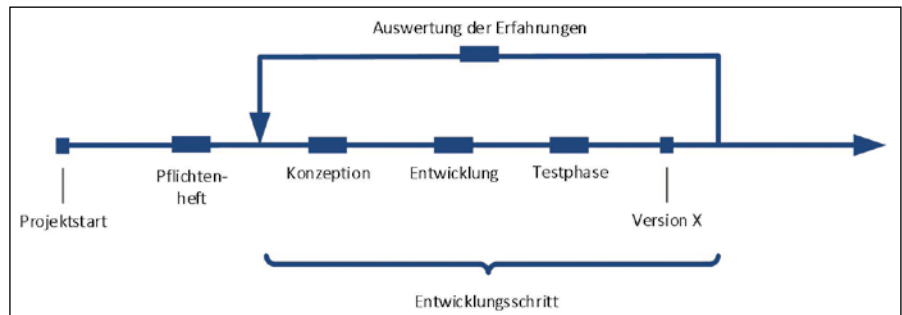 Auswertung der Erfahrungen
Pflichten-
heft
Konzeption
Entwicklung
Testphase
Projektstart
Version X
Entwicklungsschritt